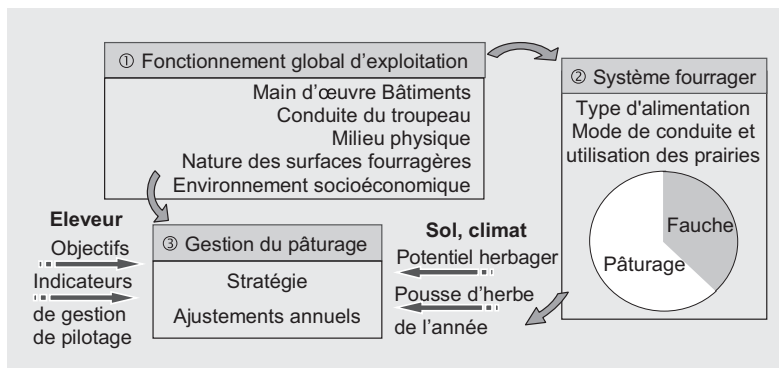 ① Fonctionnement global d’exploitation
Main d’œuvre Bâtiments
Conduite du troupeau
Milieu physique
Nature des surfaces fourragères
Environnement socioéconomique
② Système fourrager
Type d'alimentation
Mode de conduite et
utilisation des prairies
Fauche
Pâturage
Eleveur
Objectifs
Indicateurs
de gestion
de pilotage
③ Gestion du pâturage
Stratégie
Ajustements annuels
Sol, climat
Potentiel herbager
Pousse d’herbe
de l’année